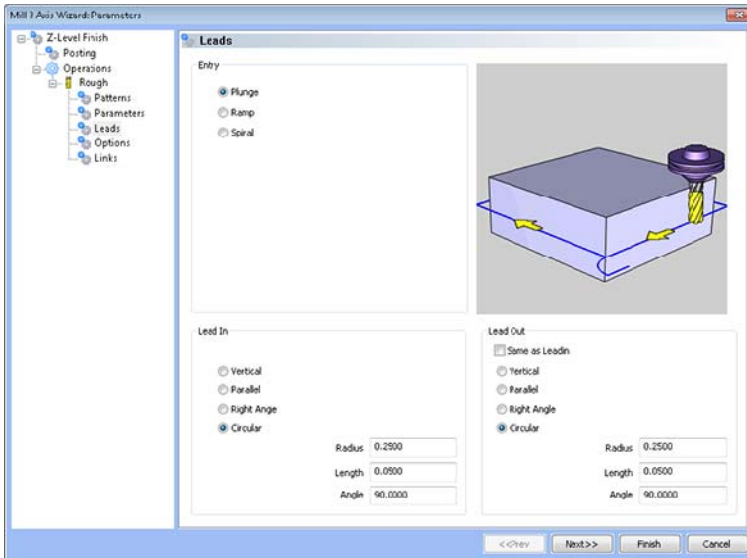 Mill 3 Axis Wizard: Parameters
Z-Level Finish
Posting
Operations
Rough
Patterns
Parameters
Leads
Options
Links
Leads
Entry
Plunge
Ramp
Spiral
Lead In
Vertical
Parallel
Right Ange
Circular
Radius 0.2500
Length 0.0500
Angle 90.0000
Lead Out
Same as Leadin
Vertical
Parallel
Right Angle
Circular
Radius 0.2500
Length 0.0500
Angle 90.0000
<<Prev
Next>>
Finish
Cancel